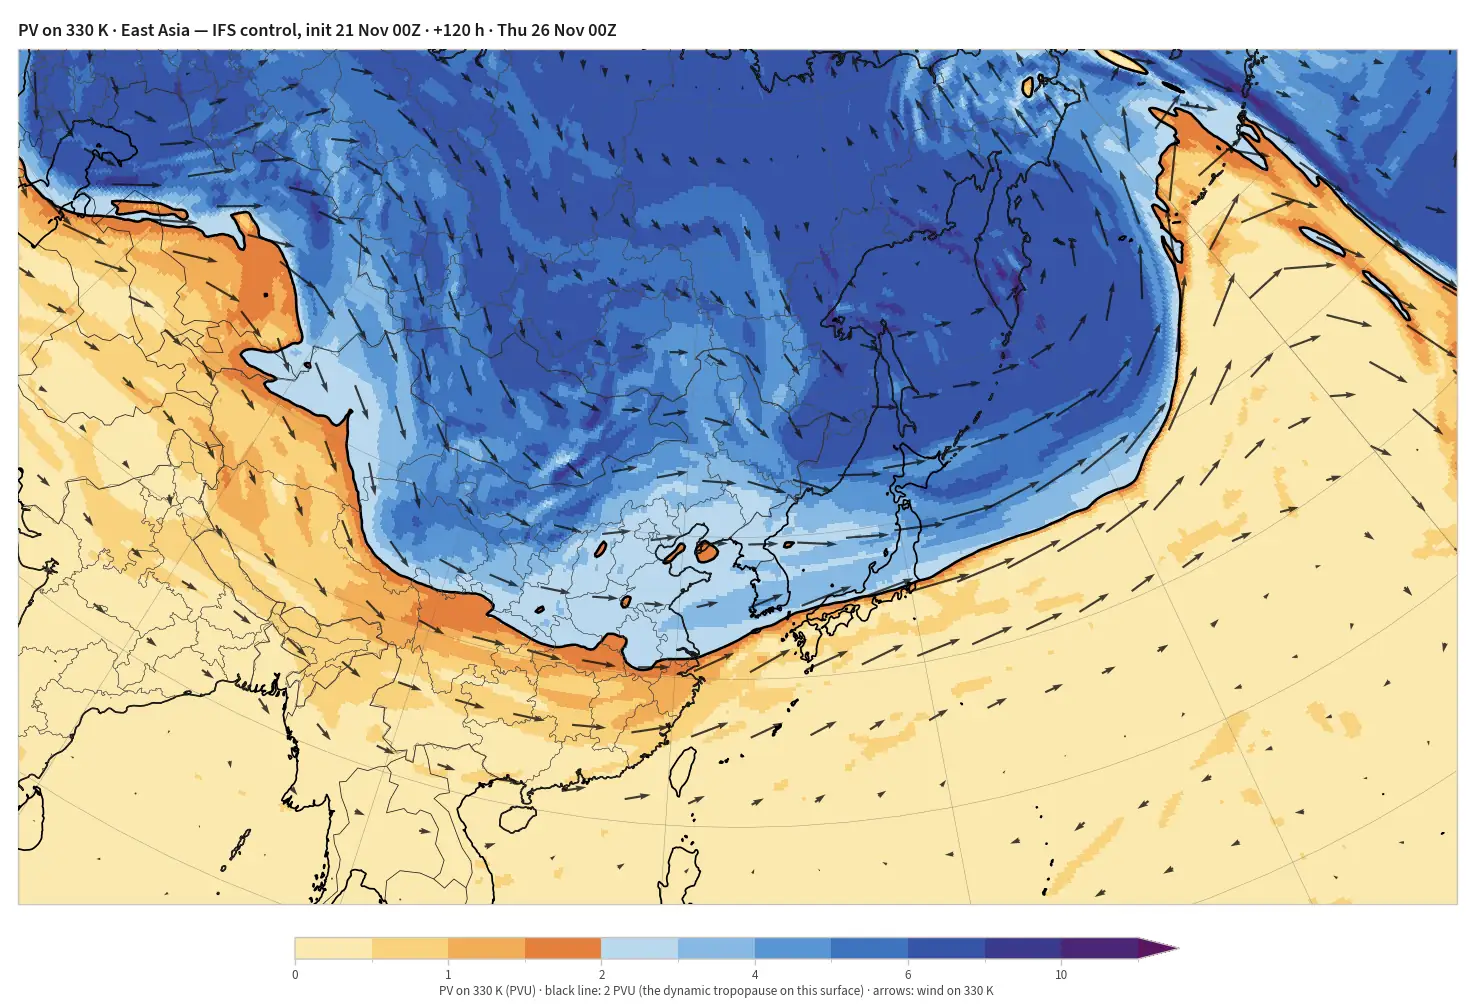 PV on 330 K · East Asia — IFS control, init 21 Nov 00Z · +120 h · Thu 26 Nov 00Z
0 1 2 4 6 10
PV on 330 K (PVU) · black line: 2 PVU (the dynamic tropopause on this surface) · arrows: wind on 330 K